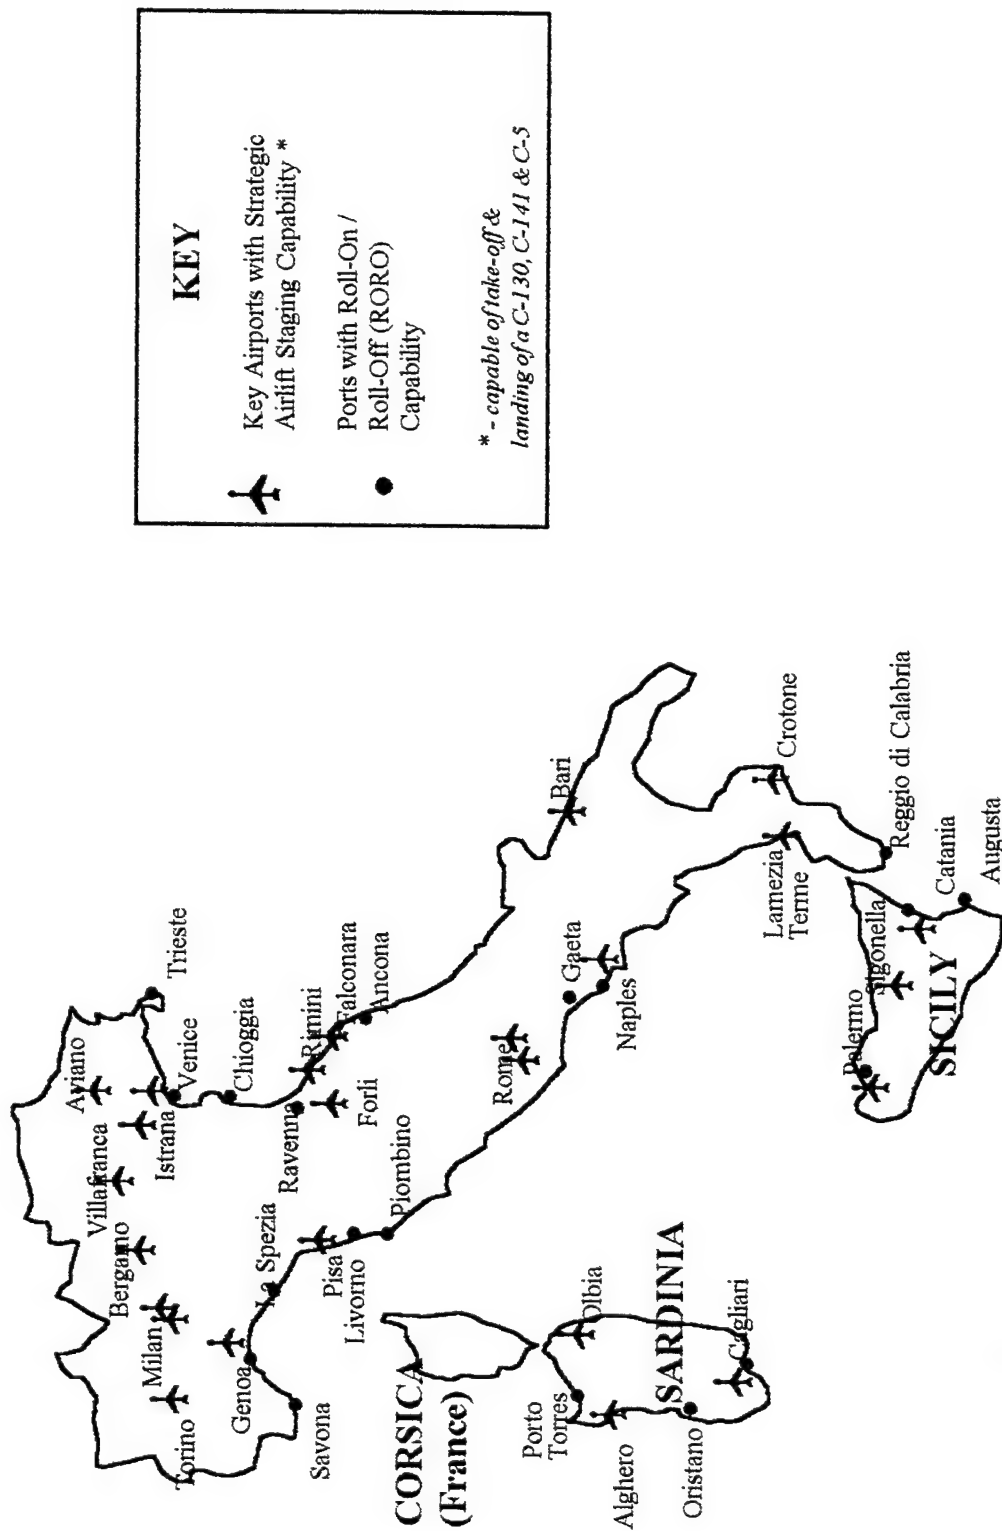 KEY
Key Airports with Strategic
Airlift Staging Capability *
Ports with Roll-On /
Roll-Off (RORO)
Capability
* - capable of take-off &
landing of a C-130, C-141 & C-5
Aviano
Trieste
Villafranca
Venice
Istrana
Bergamo
Chioggia
Milan
Torino
Ravenna
Rimini
Falconara
Ancona
Forli
Genoa
La Spezia
Savona
Pisa
Livorno
Piombino
CORSICA
(France)
Rome
Gaeta
Naples
Bari
Porto
Torres
Olbia
Alghero
SARDINIA
Oristano
Cagliari
Lamezia
Terme
Crotone
Reggio di Calabria
Palermo
Sigonella
Catania
SICILY
Augusta